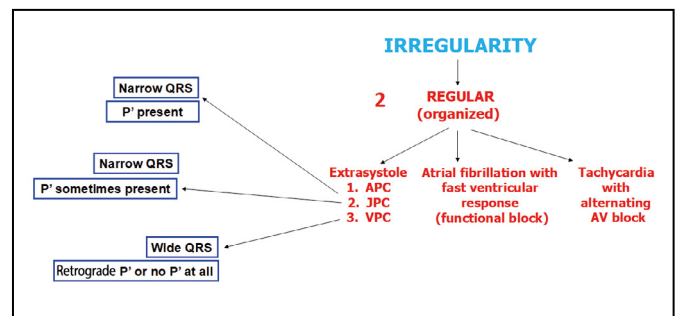 IRREGULARITY
2
REGULAR
(organized)
Narrow QRS
P' present
Narrow QRS
P' sometimes present
Wide QRS
Retrograde P' or no P' at all
Extrasystole
1. APC
2. JPC
3. VPC
Atrial fibrillation with
fast ventricular
response
(functional block)
Tachycardia
with
alternating
AV block